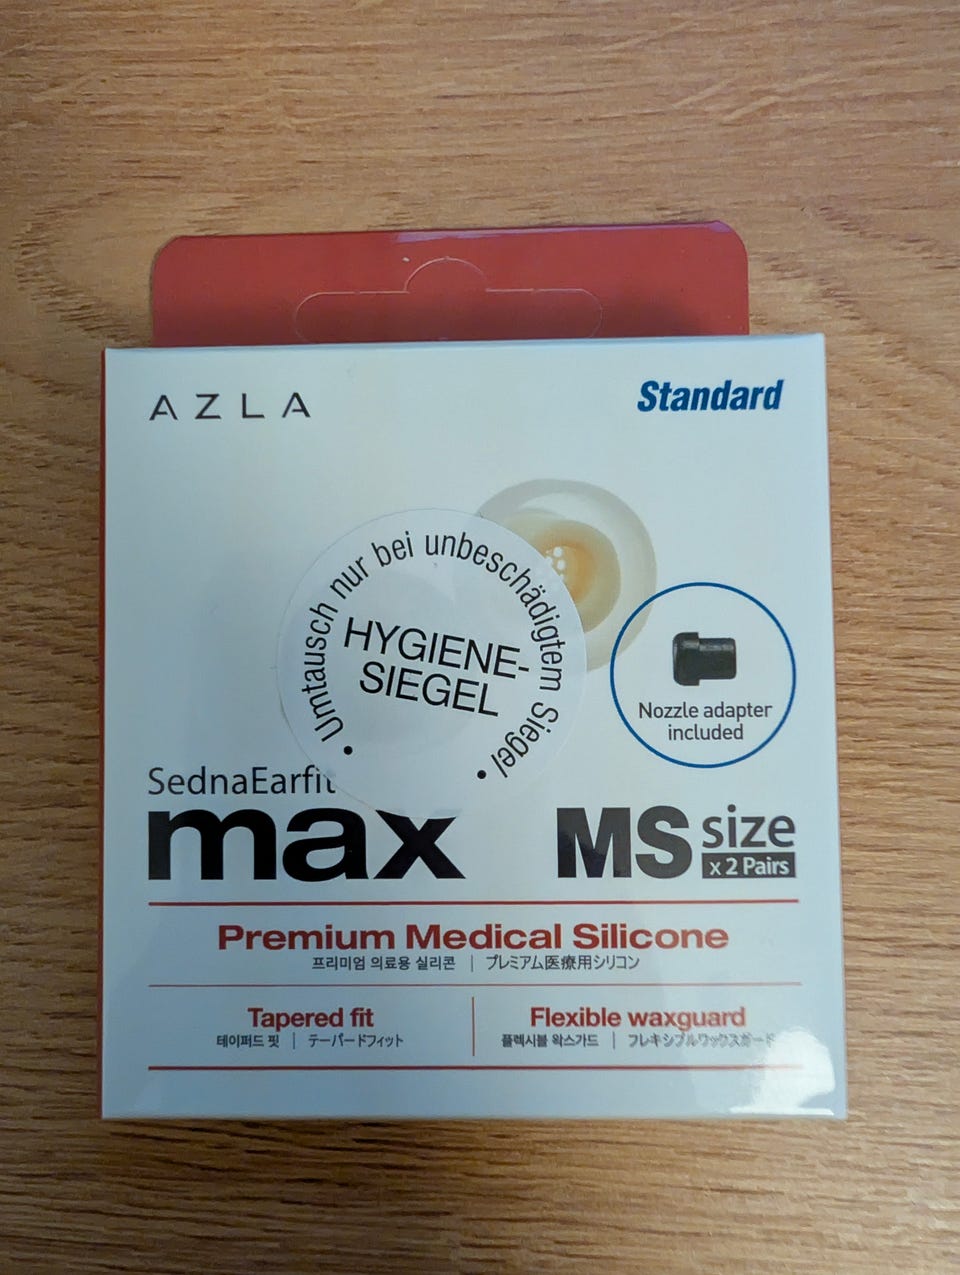 AZLA
Standard
• Umtausch nur bei unbeschädigtem Siegel •
HYGIENE-
SIEGEL
Nozzle adapter
included
SednaEarfit
max
MS size
x 2 Pairs
Premium Medical Silicone
프리미엄 의료용 실리콘 | プレミアム医療用シリコン
Tapered fit
테이퍼드 핏 | テーパードフィット
Flexible waxguard
플렉시블 왁스가드 | フレキシブルワックスガード